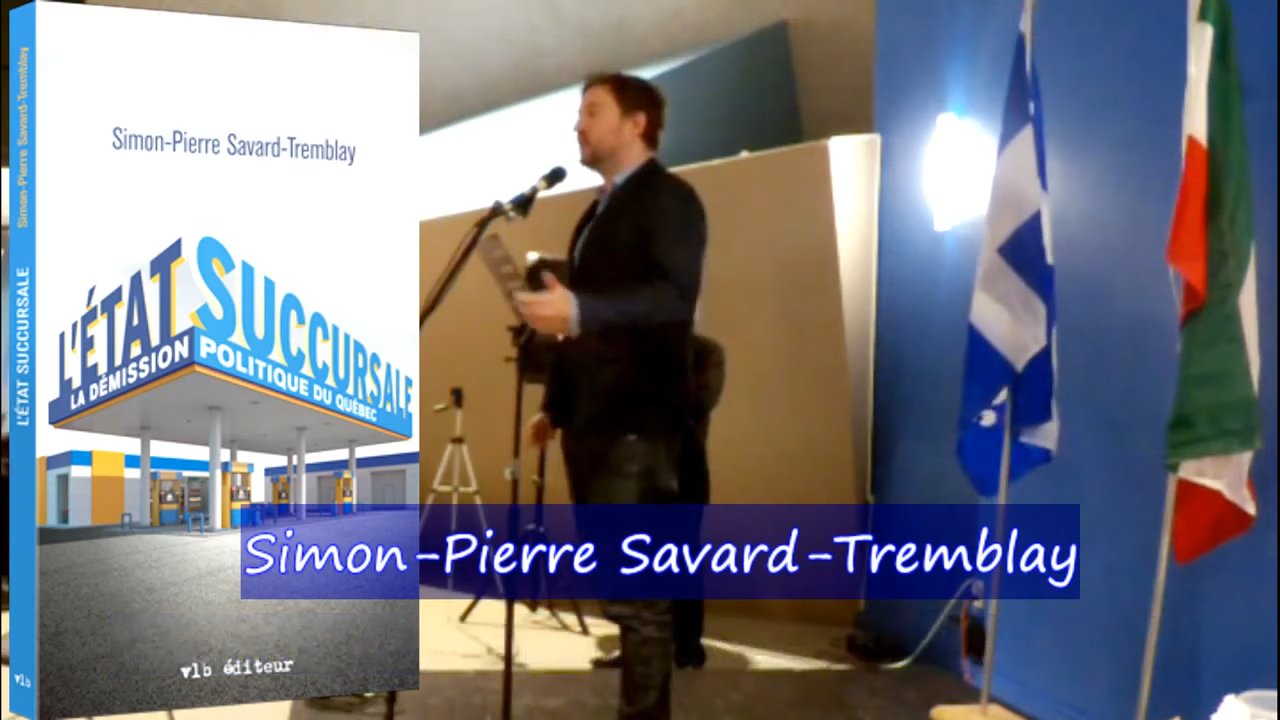 Simon-Pierre Savard-Tremblay
L'ÉTAT SUCCURSALE
vlb
Simon-Pierre Savard-Tremblay
L'ÉTAT SUCCURSALE
LA DÉMISSION POLITIQUE DU QUÉBEC
vlb éditeur
Simon-Pierre Savard-Tremblay